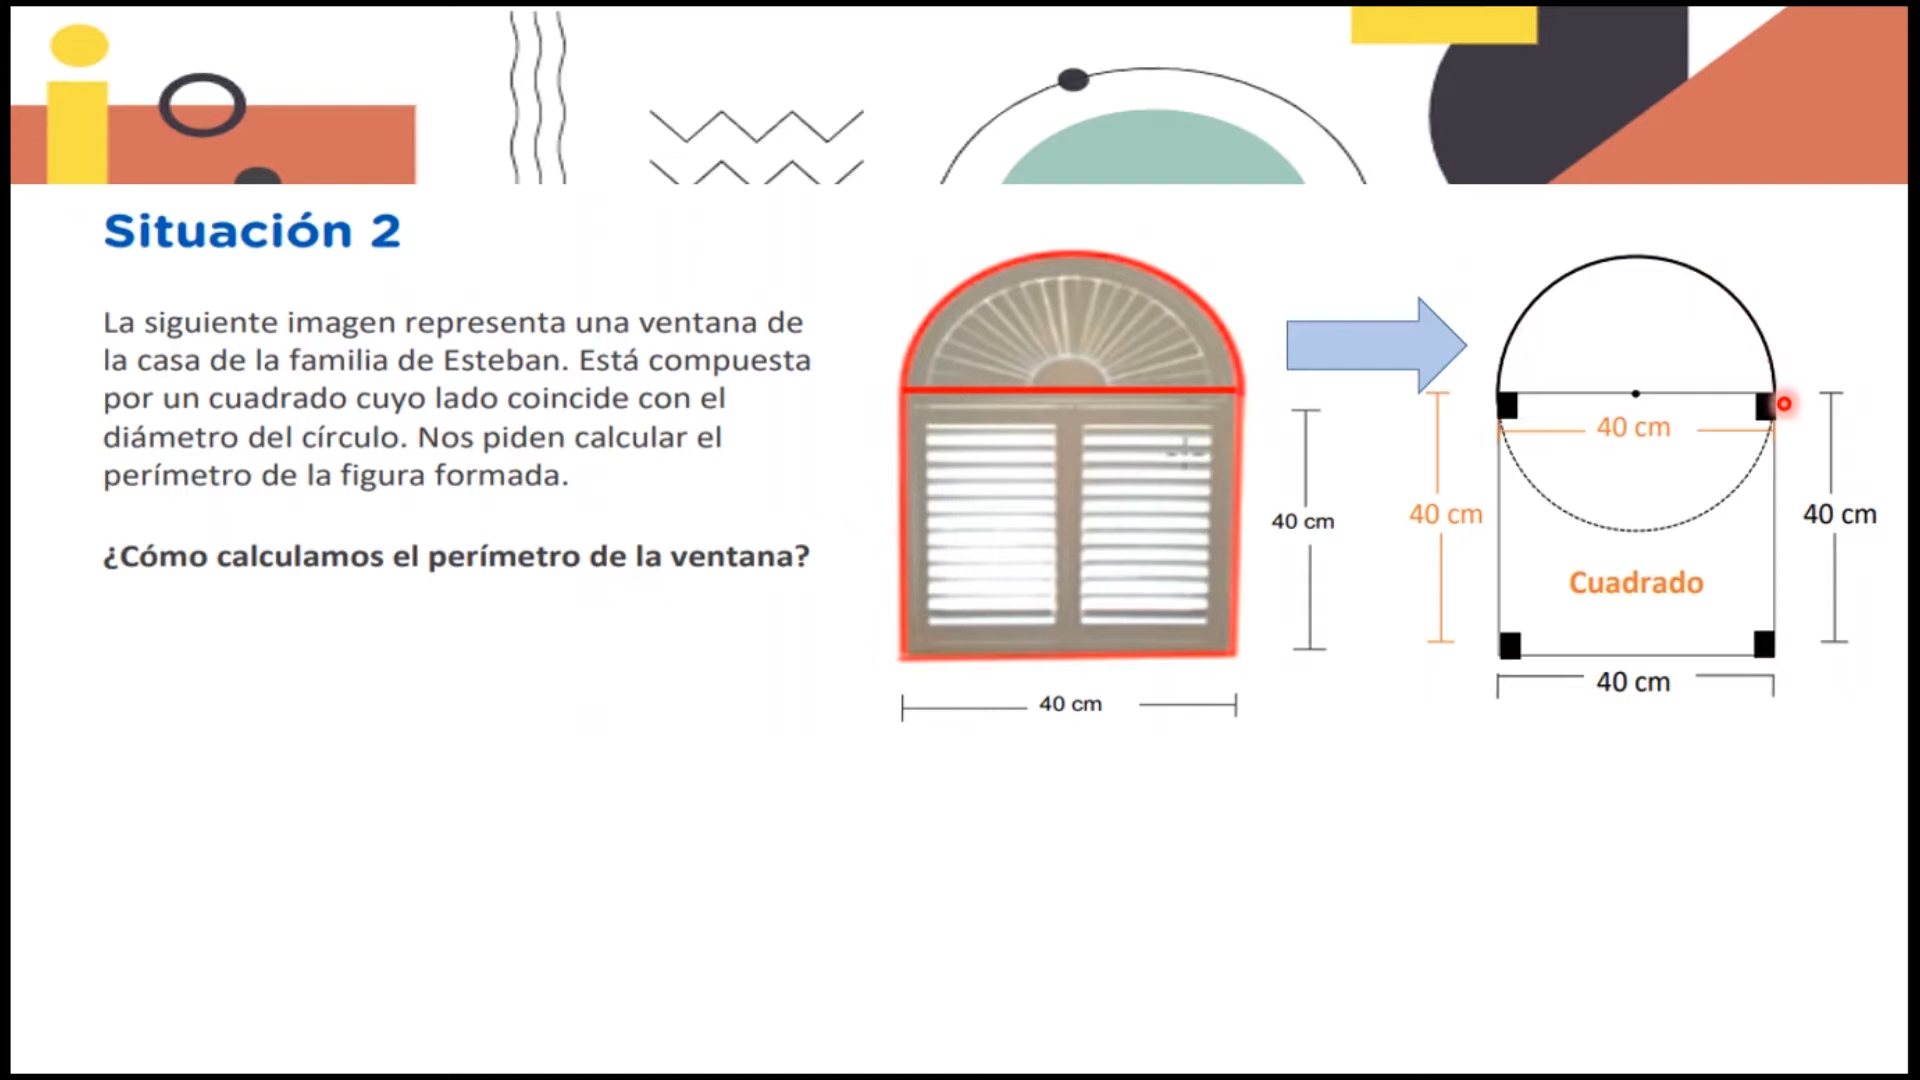 Situación 2
La siguiente imagen representa una ventana de
la casa de la familia de Esteban. Está compuesta
por un cuadrado cuyo lado coincide con el
diámetro del círculo. Nos piden calcular el
perímetro de la figura formada.
¿Cómo calculamos el perímetro de la ventana?
40 cm
40 cm
40 cm
40 cm
40 cm
Cuadrado
40 cm